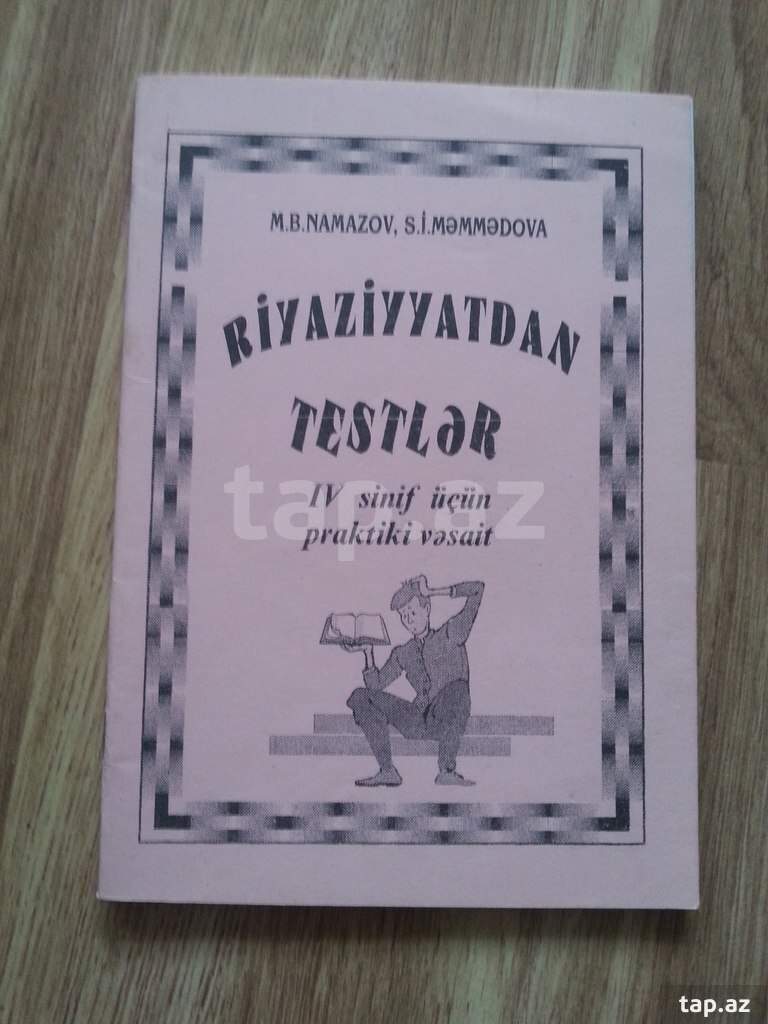 M.B.NAMAZOV, S.İ.MƏMMƏDOVA
RİYAZİYYATDAN
TESTLƏR
IV sinif üçün
praktiki vəsait
tap.az
tap.az